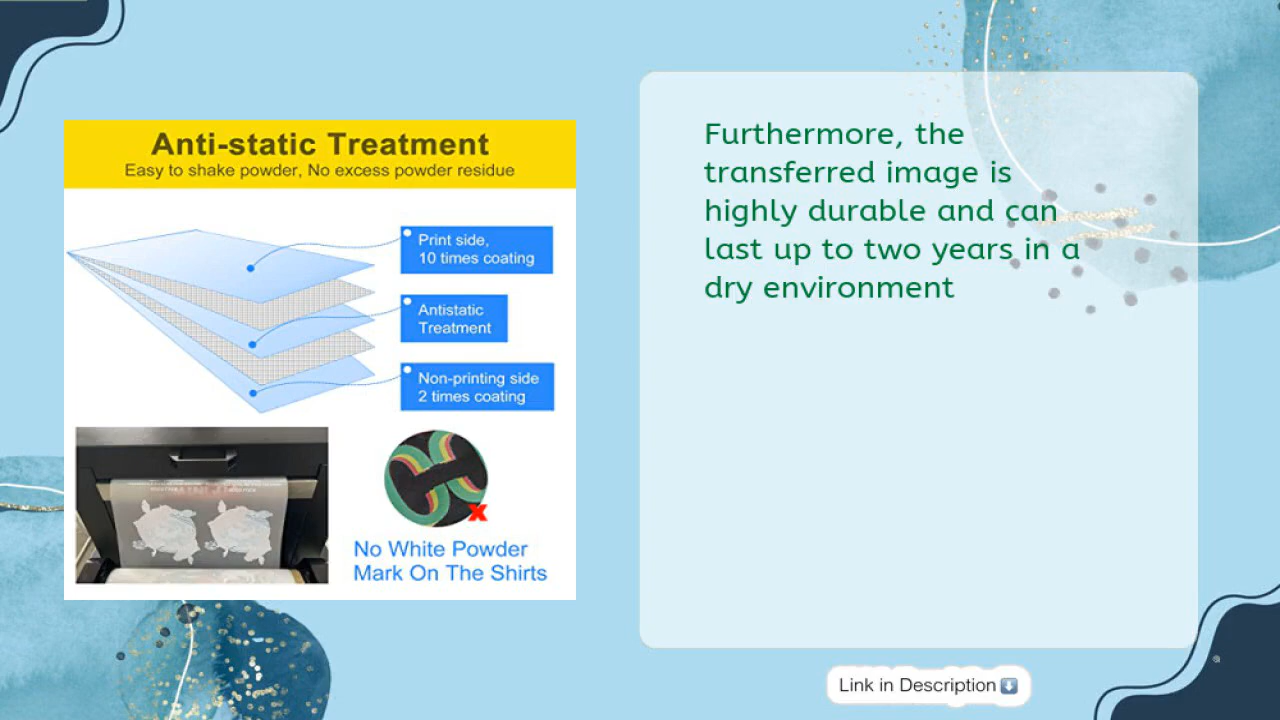 Anti-static Treatment
Easy to shake powder, No excess powder residue
Print side,
10 times coating
Antistatic
Treatment
Non-printing side
2 times coating
No White Powder
Mark On The Shirts
Furthermore, the
transferred image is
highly durable and can
last up to two years in a
dry environment
Link in Description